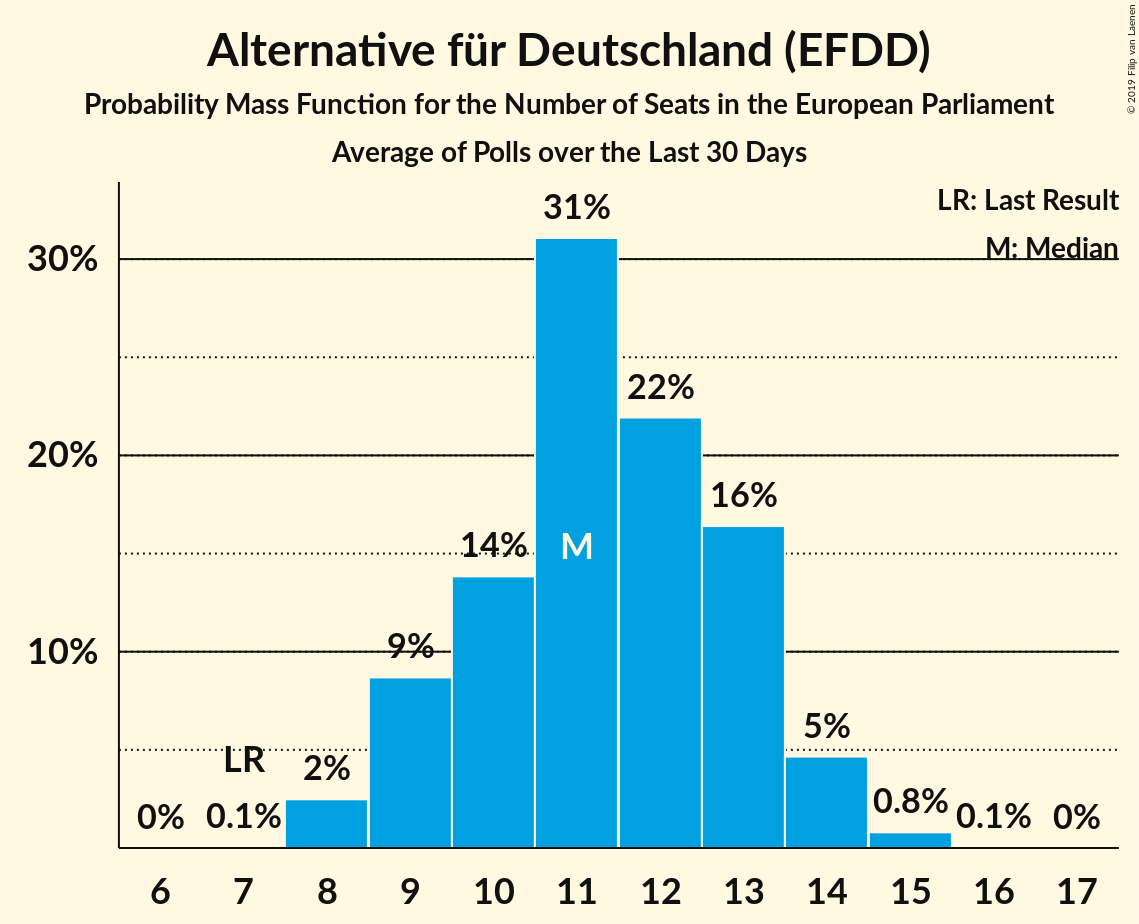 Alternative für Deutschland (EFDD)
Probability Mass Function for the Number of Seats in the European Parliament
Average of Polls over the Last 30 Days
© 2019 Filip van Laenen
LR: Last Result
M: Median
30%
20%
10%
0%
LR
0.1%
2%
9%
14%
31%
M
22%
16%
5%
0.8%
0.1%
0%
6 7 8 9 10 11 12 13 14 15 16 17